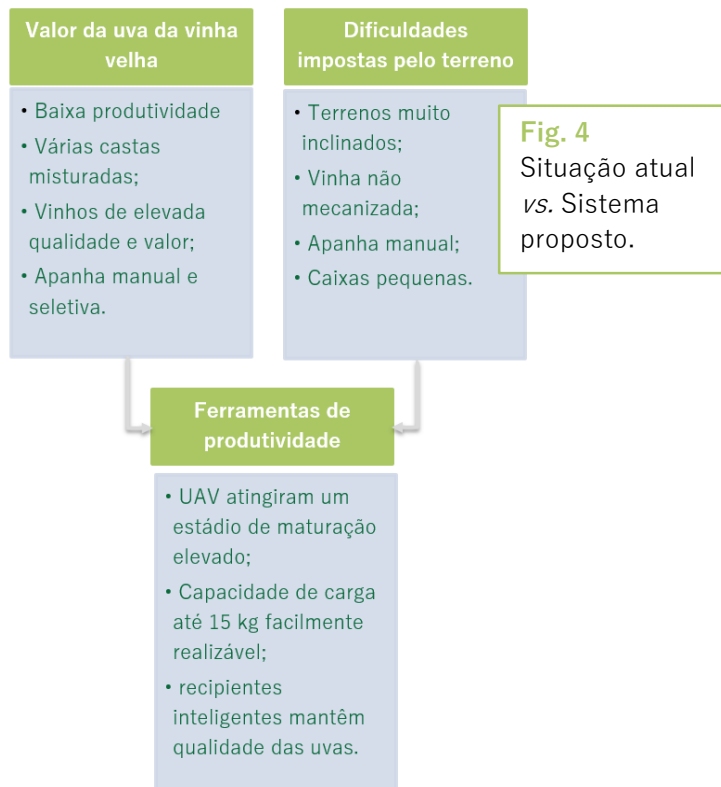 Valor da uva da vinha
velha
• Baixa produtividade
• Várias castas
misturadas;
• Vinhos de elevada
qualidade e valor;
• Apanha manual e
seletiva.
Dificuldades
impostas pelo terreno
• Terrenos muito
inclinados;
• Vinha não
mecanizada;
• Apanha manual;
• Caixas pequenas.
Fig. 4
Situação atual
vs. Sistema
proposto.
Ferramentas de
produtividade
• UAV atingiram um
estádio de maturação
elevado;
• Capacidade de carga
até 15 kg facilmente
realizável;
• recipientes
inteligentes mantêm
qualidade das uvas.